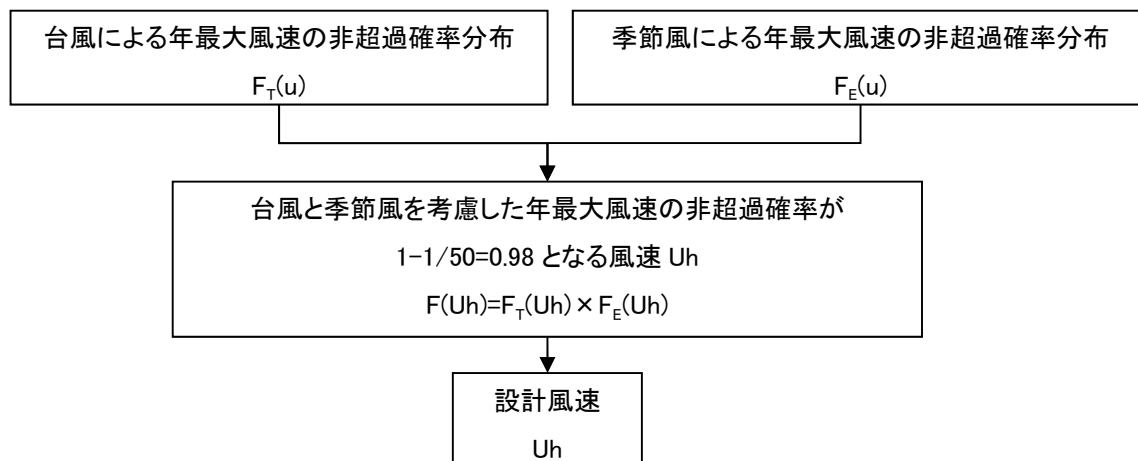 台風による年最大風速の非超過確率分布
F_T(u)
季節風による年最大風速の非超過確率分布
F_E(u)
台風と季節風を考慮した年最大風速の非超過確率が
1-1/50=0.98 となる風速 Uh
F(Uh)=F_T(Uh)×F_E(Uh)
設計風速
Uh